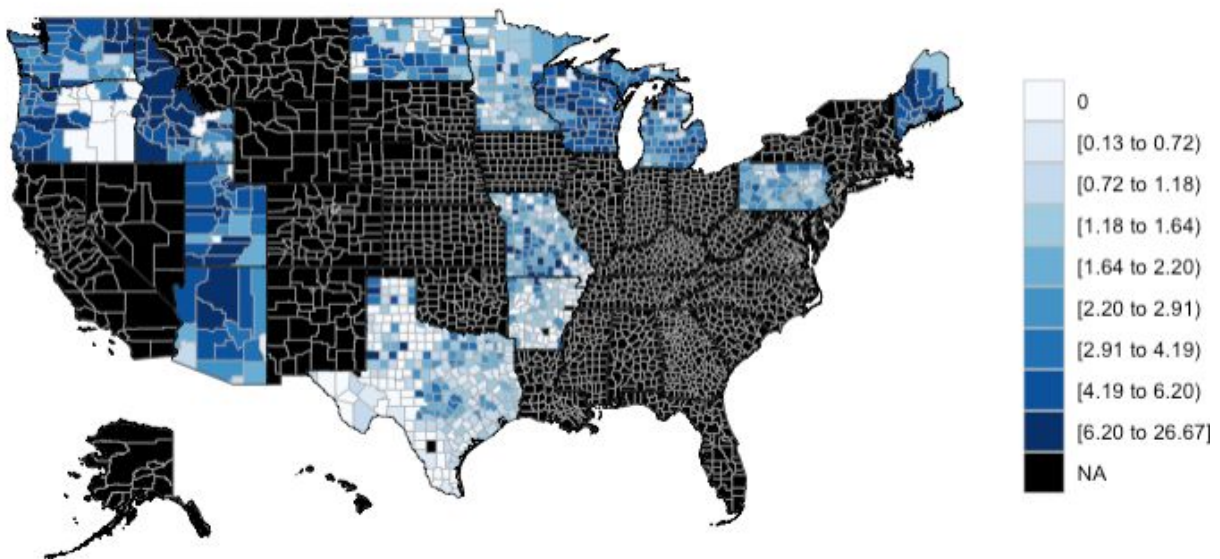 0
[0.13 to 0.72)
[0.72 to 1.18)
[1.18 to 1.64)
[1.64 to 2.20)
[2.20 to 2.91)
[2.91 to 4.19)
[4.19 to 6.20)
[6.20 to 26.67]
NA